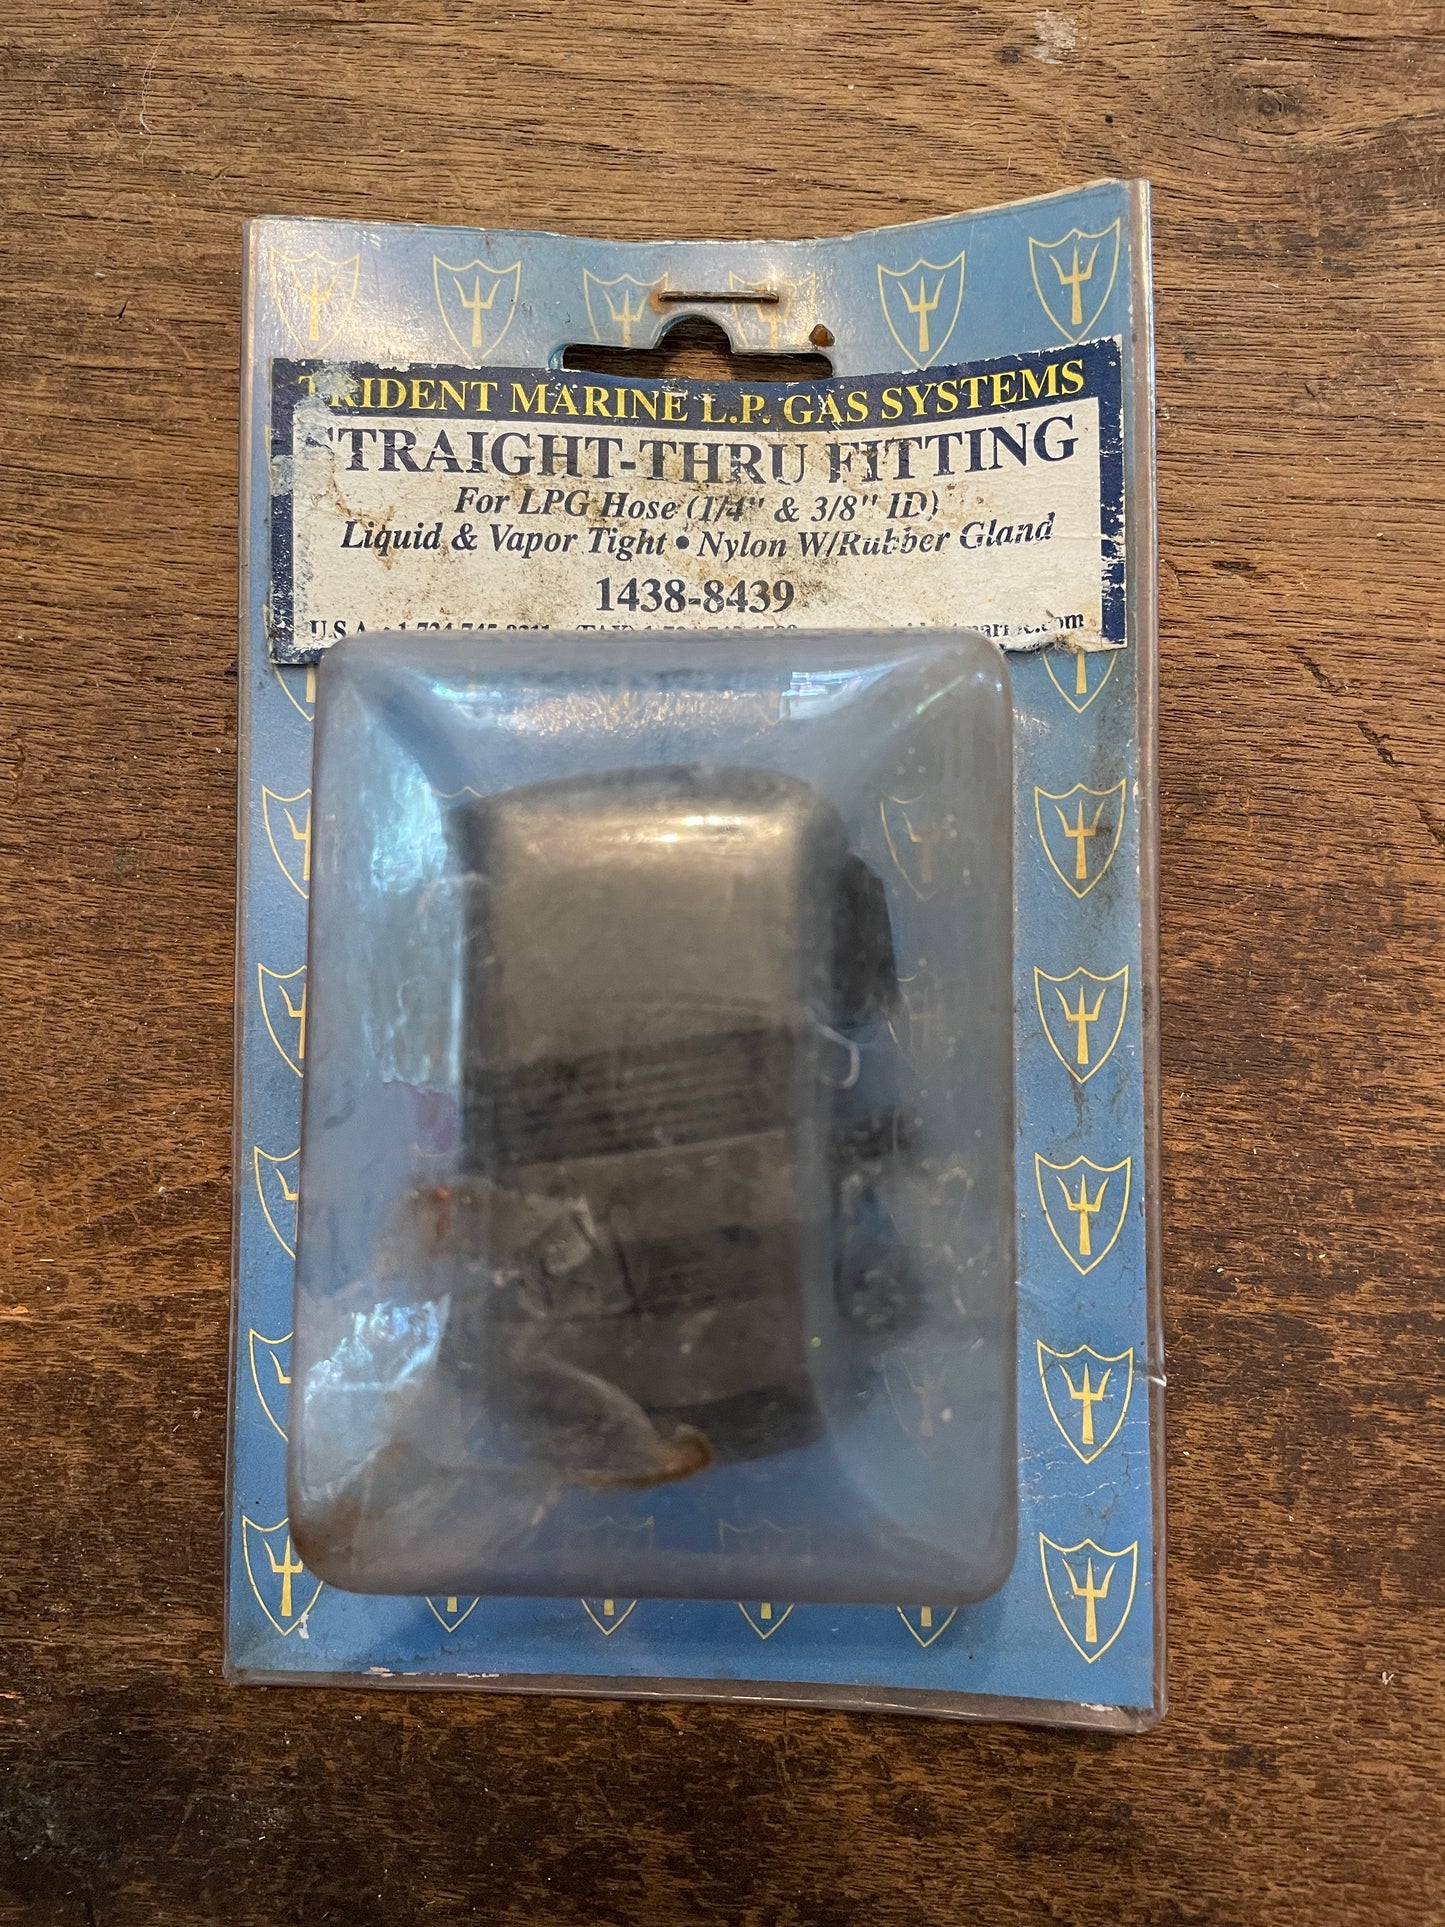 TRIDENT MARINE L.P. GAS SYSTEMS
STRAIGHT-THRU FITTING
For LPG Hose (1/4" & 3/8" ID)
Liquid & Vapor Tight • Nylon W/Rubber Gland
1438-8439
U.S.A.